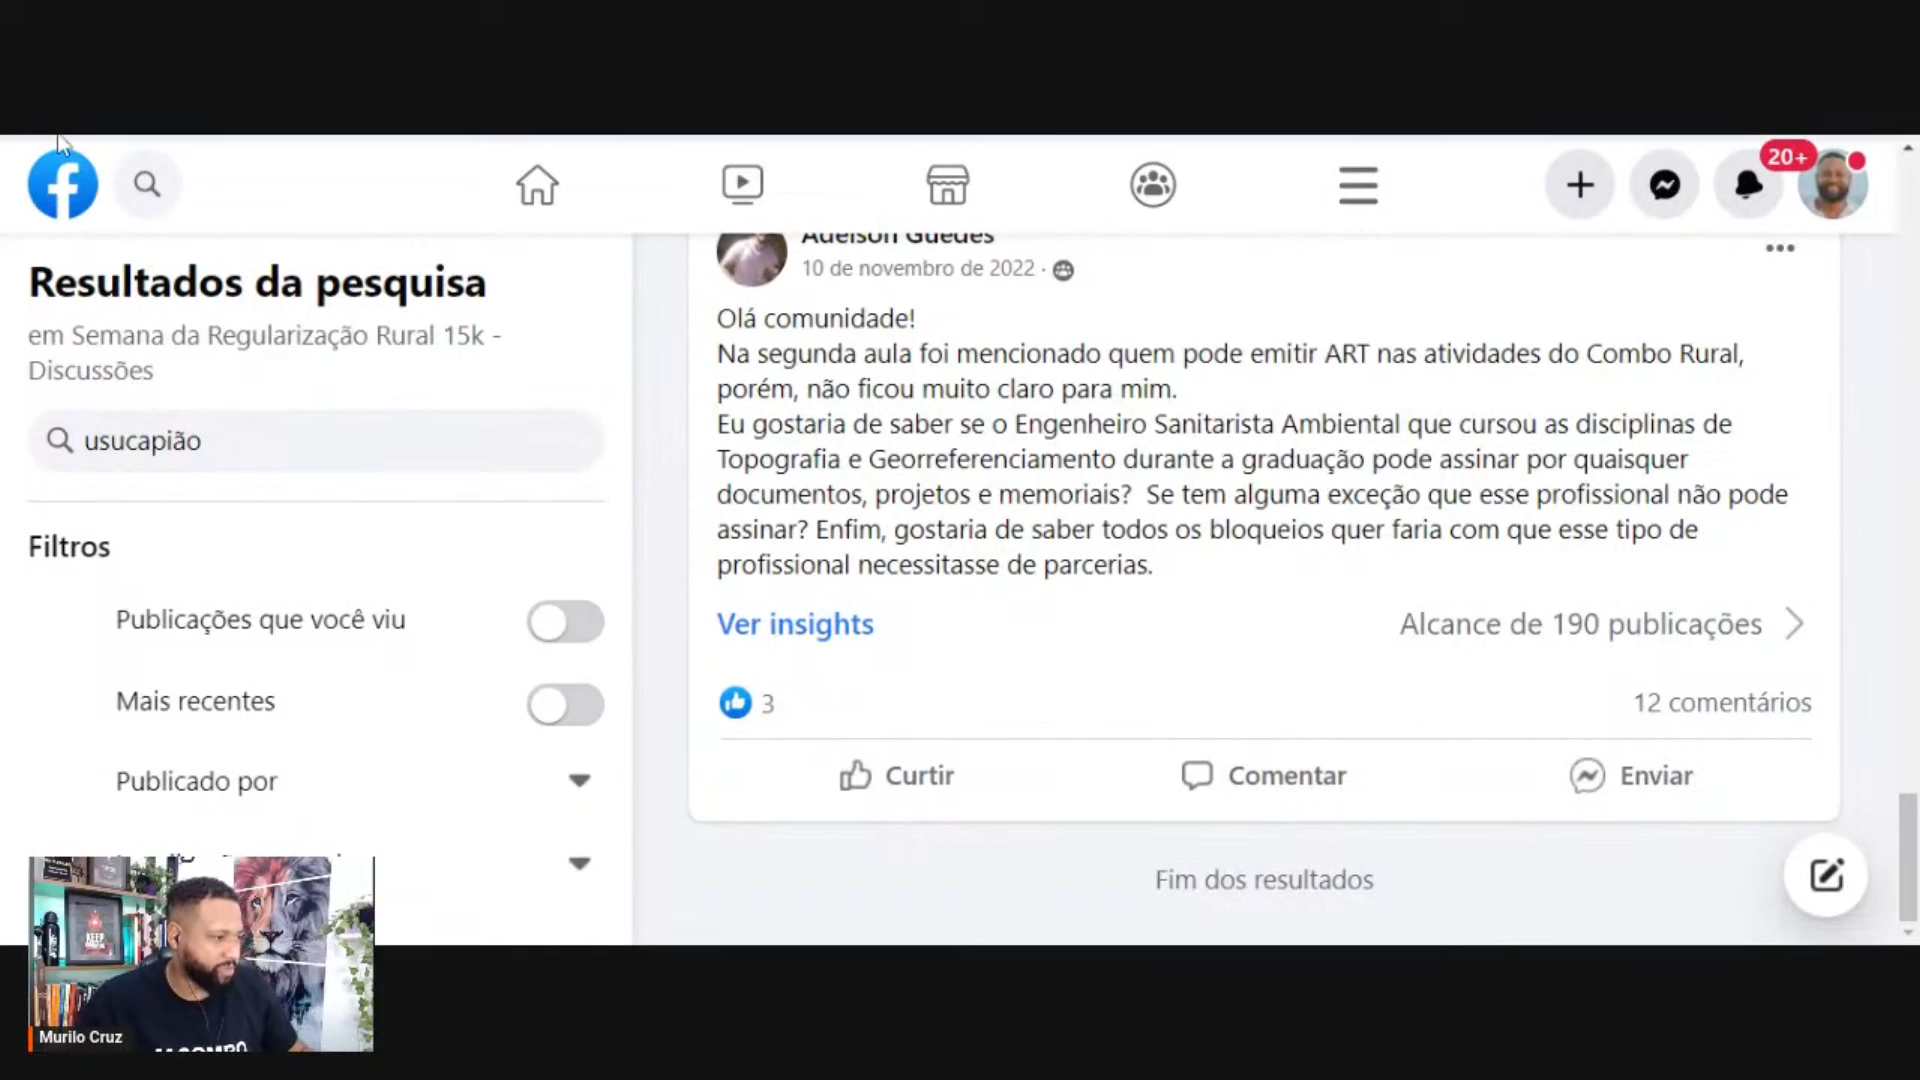 20+
Resultados da pesquisa
em Semana da Regularização Rural 15k -
Discussões
usucapião
Filtros
Publicações que você viu
Mais recentes
Publicado por
Adelson Guedes
10 de novembro de 2022 ·
Olá comunidade!
Na segunda aula foi mencionado quem pode emitir ART nas atividades do Combo Rural,
porém, não ficou muito claro para mim.
Eu gostaria de saber se o Engenheiro Sanitarista Ambiental que cursou as disciplinas de
Topografia e Georreferenciamento durante a graduação pode assinar por quaisquer
documentos, projetos e memoriais?  Se tem alguma exceção que esse profissional não pode
assinar? Enfim, gostaria de saber todos os bloqueios quer faria com que esse tipo de
profissional necessitasse de parcerias.
Ver insights
Alcance de 190 publicações
3
12 comentários
Curtir
Comentar
Enviar
Fim dos resultados
KEEP
Murilo Cruz